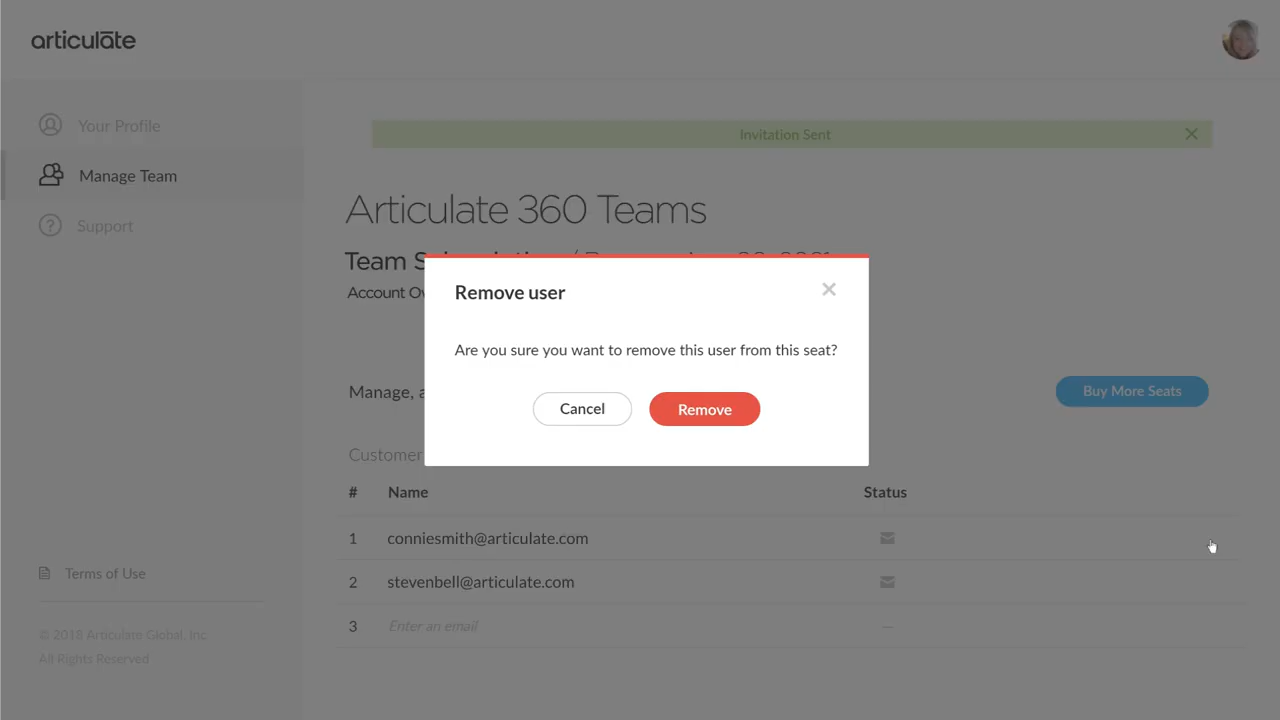 articulate
Your Profile
Manage Team
Support
Terms of Use
© 2018 Articulate Global, Inc
All Rights Reserved
Invitation Sent
Articulate 360 Teams
Team
Account
Remove user
Are you sure you want to remove this user from this seat?
Cancel
Remove
Manage,
Buy More Seats
Customer
# Name Status
1 conniesmith@articulate.com
2 stevenbell@articulate.com
3 Enter an email —